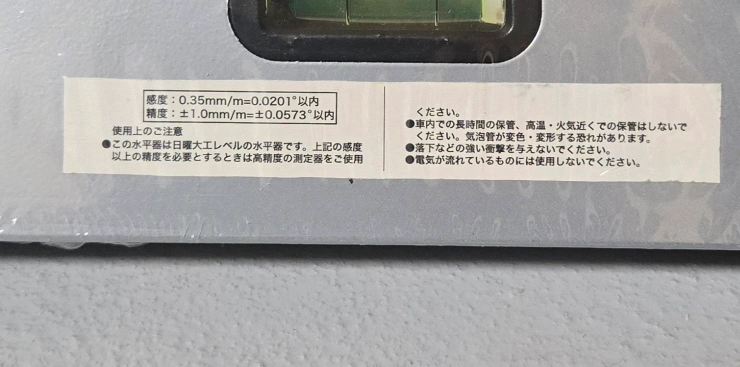 感度：0.35mm/m=0.0201°以内
精度：±1.0mm/m=±0.0573°以内
使用上のご注意
●この水平器は日曜大工レベルの水平器です。上記の感度
以上の精度を必要とするときは高精度の測定器をご使用
ください。
●車内での長時間の保管、高温・火気近くでの保管はしないで
ください。気泡管が変色・変形する恐れがあります。
●落下などの強い衝撃を与えないでください。
●電気が流れているものには使用しないでください。